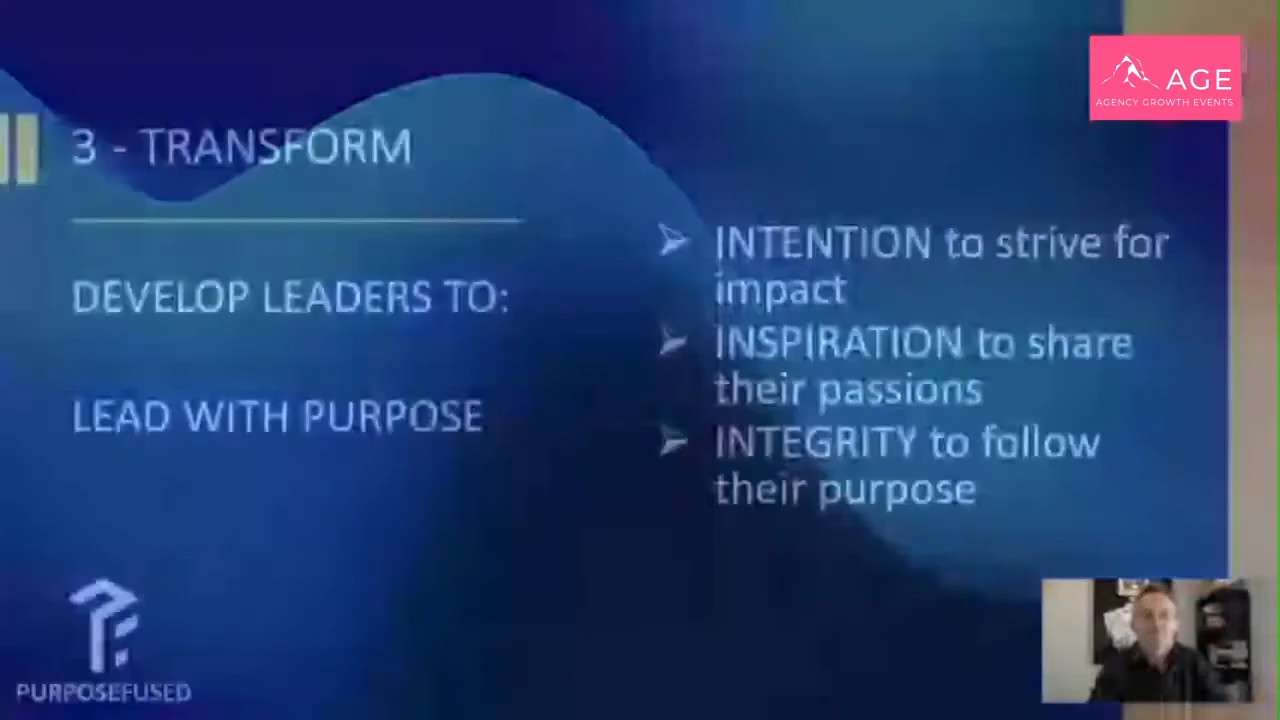 AGE
AGENCY GROWTH EVENTS
3 - TRANSFORM
DEVELOP LEADERS TO:
LEAD WITH PURPOSE
INTENTION to strive for
impact
INSPIRATION to share
their passions
INTEGRITY to follow
their purpose
PURPOSEFUSED